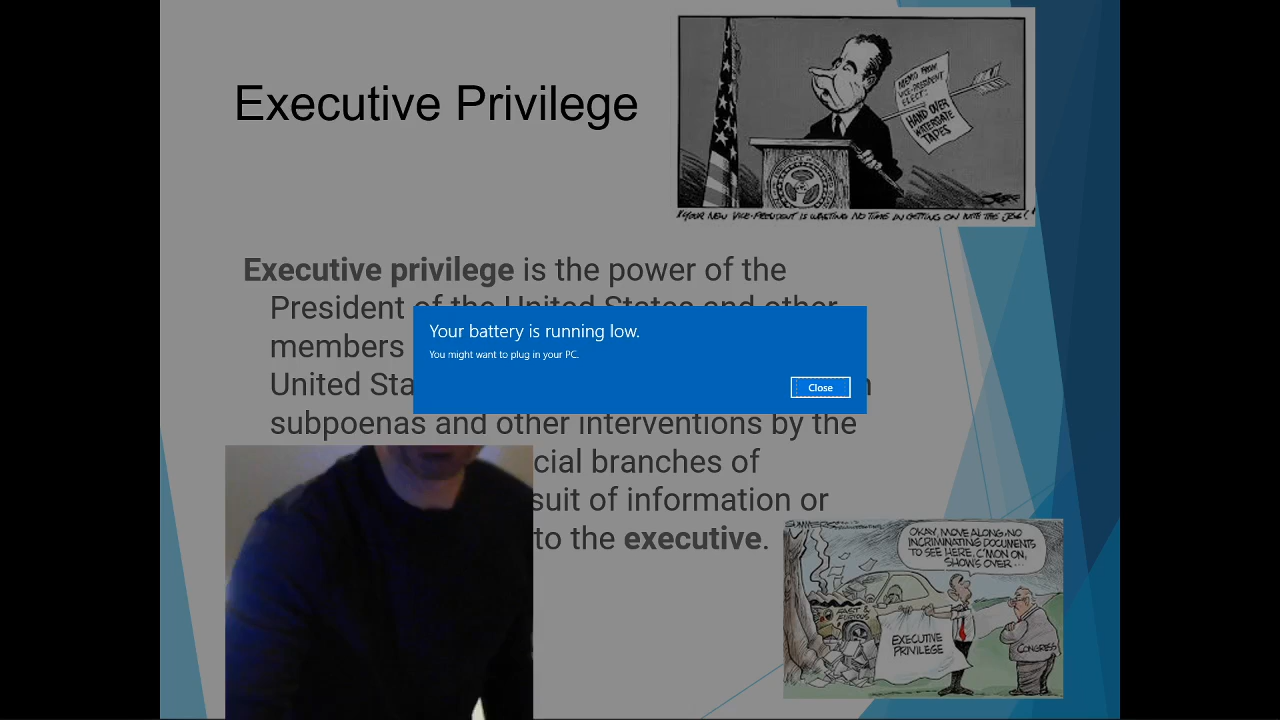 Executive Privilege
MEMO FROM
VICE-PRESIDENT
ELECT:
HAND OVER
WATERGATE
TAPES
"YOUR NEW VICE-PRESIDENT IS WASTING NO TIME IN GETTING ON WITH THE JOB!"
Executive privilege is the power of the
President of the United States and other
members
United Sta
subpoenas and other interventions by the
cial branches of
suit of information or
to the executive.
Your battery is running low.
You might want to plug in your PC.
Close
OKAY, MOVE ALONG, NO
INCRIMINATING DOCUMENTS
TO SEE HERE, C'MON ON,
SHOW'S OVER...
FAST &
FURIOUS
EXECUTIVE
PRIVILEGE
CONGRESS